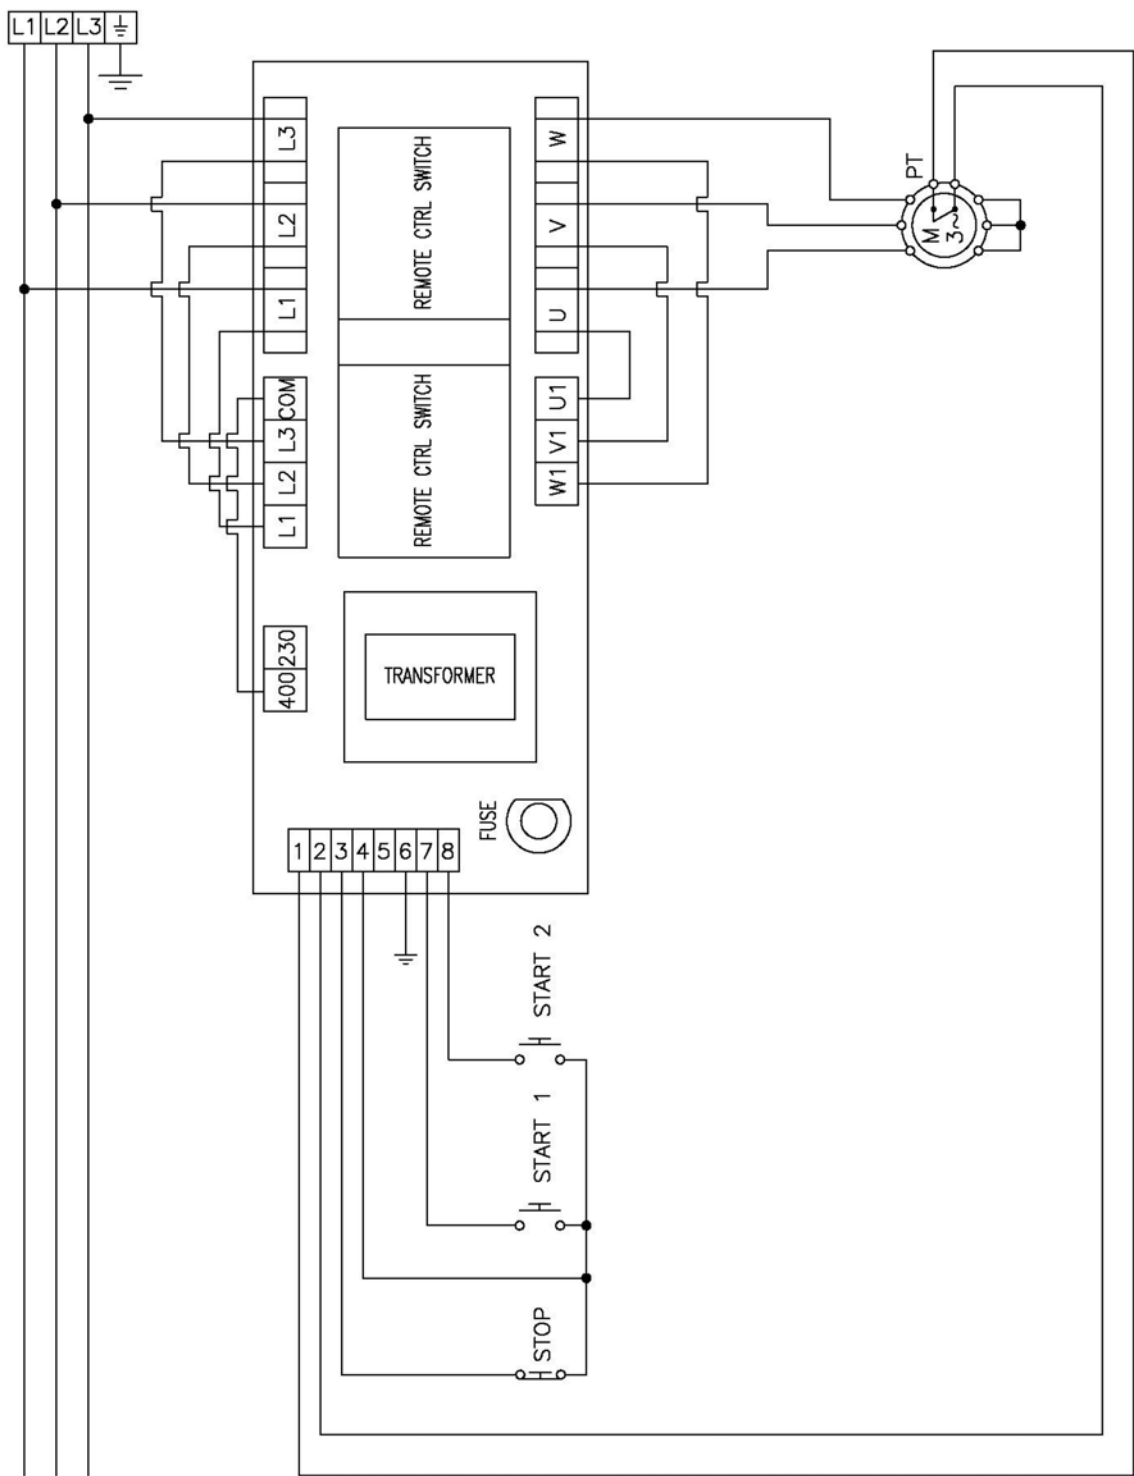 L1 L2 L3
L3
L2
L1
COM
L3
L2
L1
230
400
REMOTE CTRL SWITCH
REMOTE CTRL SWITCH
W
V
U
U1
V1
W1
PT
M
3~
TRANSFORMER
FUSE
1 2 3 4 5 6 7 8
START 2
START 1
STOP